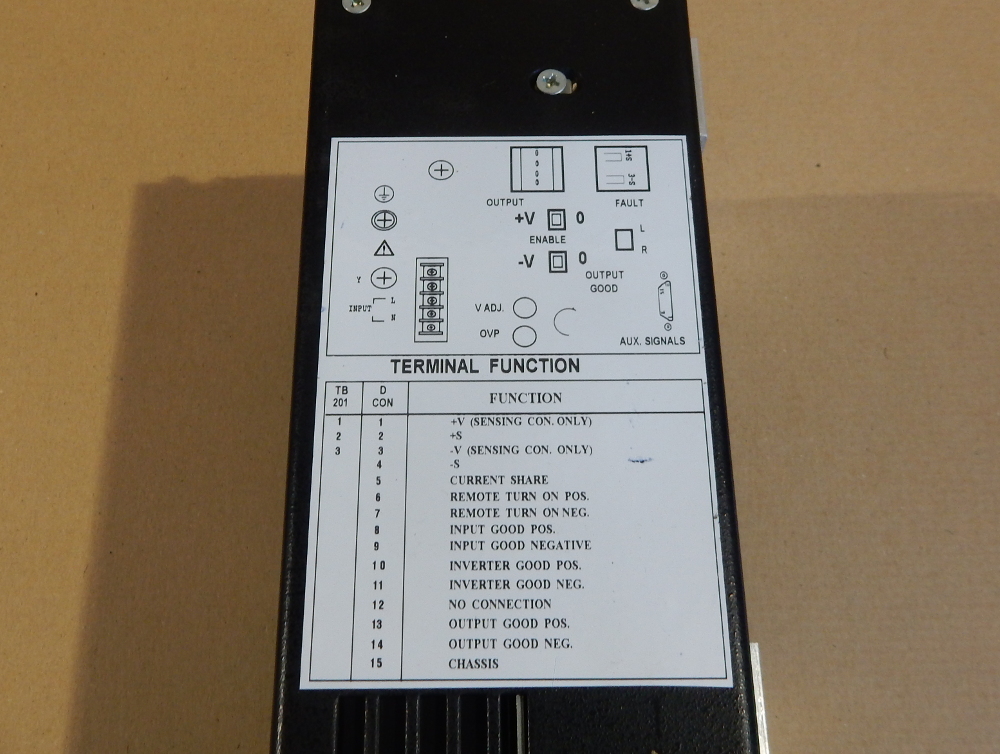 1+S
3-S
OUTPUT
FAULT
+V 0
ENABLE
L
R
-V 0
OUTPUT
GOOD
Y
INPUT L
N
V ADJ.
OVP
AUX. SIGNALS
TERMINAL FUNCTION
TB 201 D CON FUNCTION
1 1 +V (SENSING CON. ONLY)
2 2 +S
3 3 -V (SENSING CON. ONLY)
4 -S
5 CURRENT SHARE
6 REMOTE TURN ON POS.
7 REMOTE TURN ON NEG.
8 INPUT GOOD POS.
9 INPUT GOOD NEGATIVE
10 INVERTER GOOD POS.
11 INVERTER GOOD NEG.
12 NO CONNECTION
13 OUTPUT GOOD POS.
14 OUTPUT GOOD NEG.
15 CHASSIS